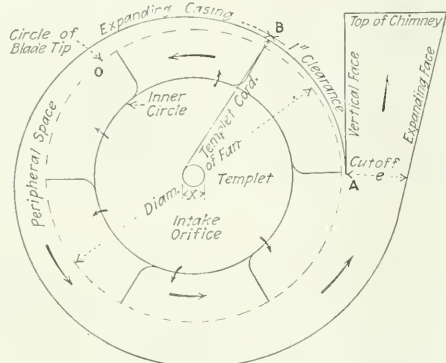 Expanding Casing
Circle of
Blade Tip
B
O
1" Clearance
Top of Chimney
Vertical Face
Expanding Face
Inner
Circle
Templet Cord.
Peripheral Space
Diam. of Fan
x
Templet
Cutoff
e
A
Intake
Orifice